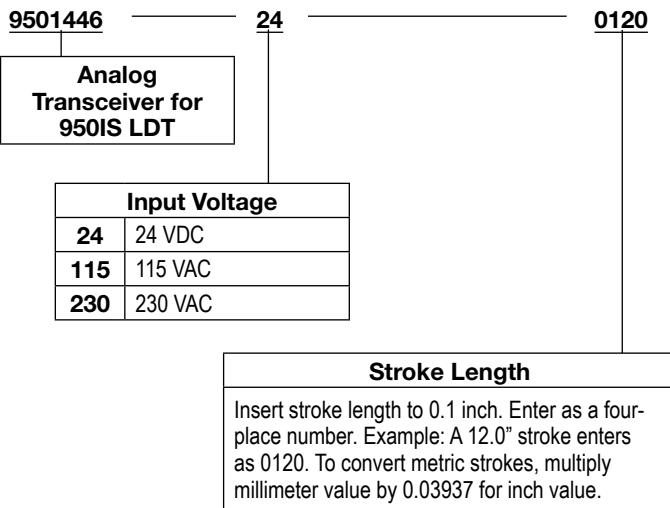 9501446 24 0120
Analog
Transceiver for
950IS LDT
Input Voltage
24 24 VDC
115 115 VAC
230 230 VAC
Stroke Length
Insert stroke length to 0.1 inch. Enter as a four-
place number. Example: A 12.0” stroke enters
as 0120. To convert metric strokes, multiply
millimeter value by 0.03937 for inch value.